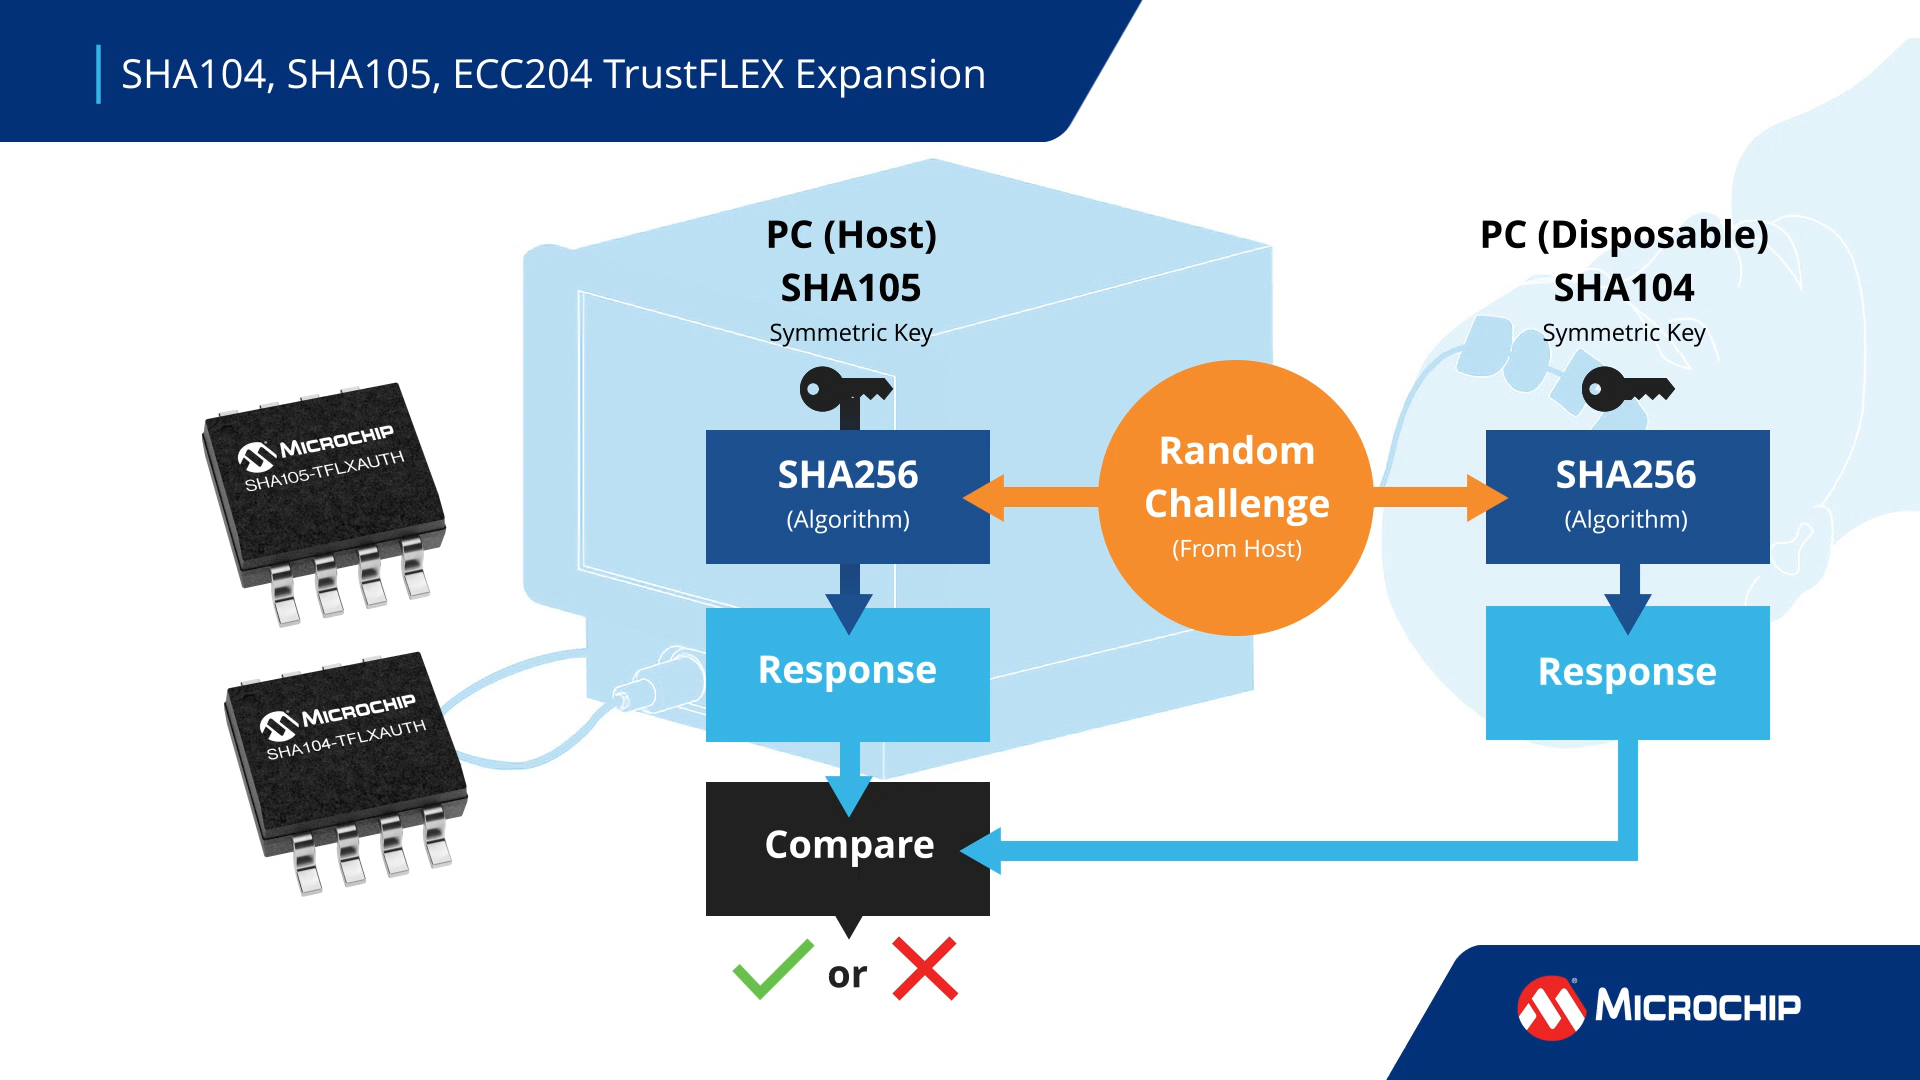 SHA104, SHA105, ECC204 TrustFLEX Expansion
PC (Host)
SHA105
Symmetric Key
PC (Disposable)
SHA104
Symmetric Key
MICROCHIP
SHA105-TFLXAUTH
SHA256
(Algorithm)
Random
Challenge
(From Host)
SHA256
(Algorithm)
Response
Response
MICROCHIP
SHA104-TFLXAUTH
Compare
or
MICROCHIP
®